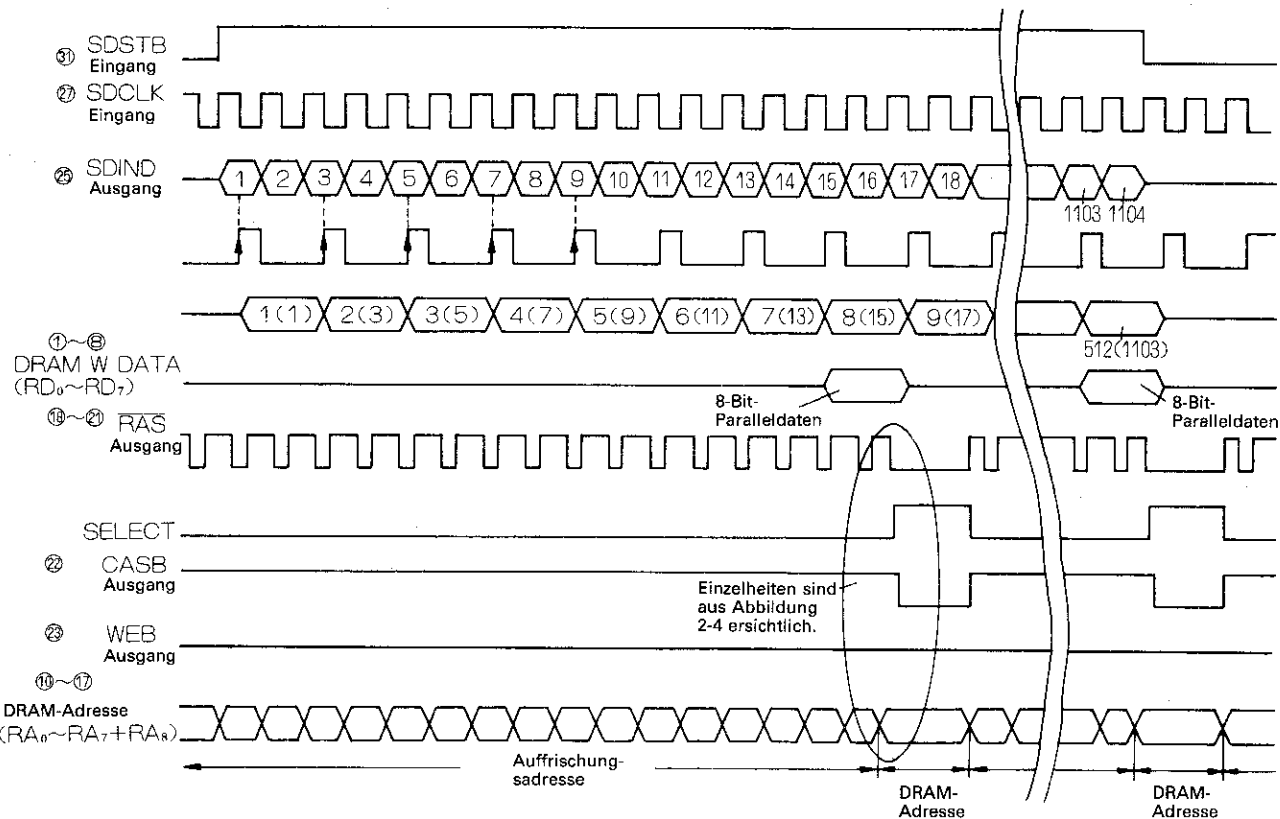 ㉛ SDSTB
Eingang
㉗ SDCLK
Eingang
㉕ SDIND
Ausgang
1 2 3 4 5 6 7 8 9 10 11 12 13 14 15 16 17 18
1103 1104
1(1) 2(3) 3(5) 4(7) 5(9) 6(11) 7(13) 8(15) 9(17)
512(1103)
①~⑧
DRAM W DATA
(RD₀~RD₇)
8-Bit-
Paralleldaten
8-Bit-
Paralleldaten
⑱~㉑ R̅A̅S̅
Ausgang
SELECT
㉒ CASB
Ausgang
Einzelheiten sind
aus Abbildung
2-4 ersichtlich.
㉓ WEB
Ausgang
⑩~⑰
DRAM-Adresse
(RA₀~RA₇+RA₈)
Auffrischung-
sadresse
DRAM-
Adresse
DRAM-
Adresse